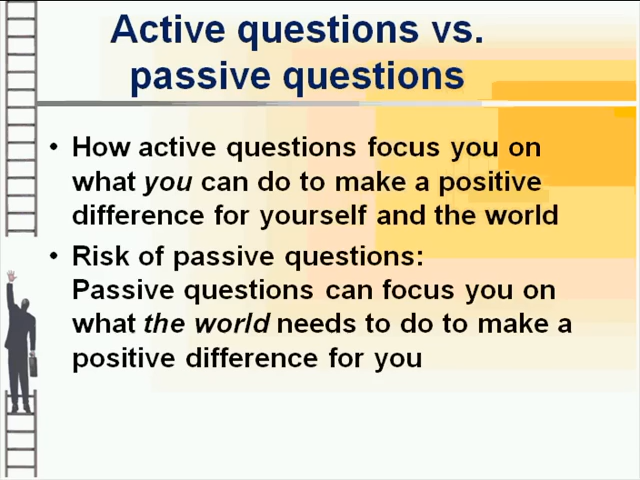 Active questions vs.
passive questions
• How active questions focus you on
what you can do to make a positive
difference for yourself and the world
• Risk of passive questions:
Passive questions can focus you on
what the world needs to do to make a
positive difference for you